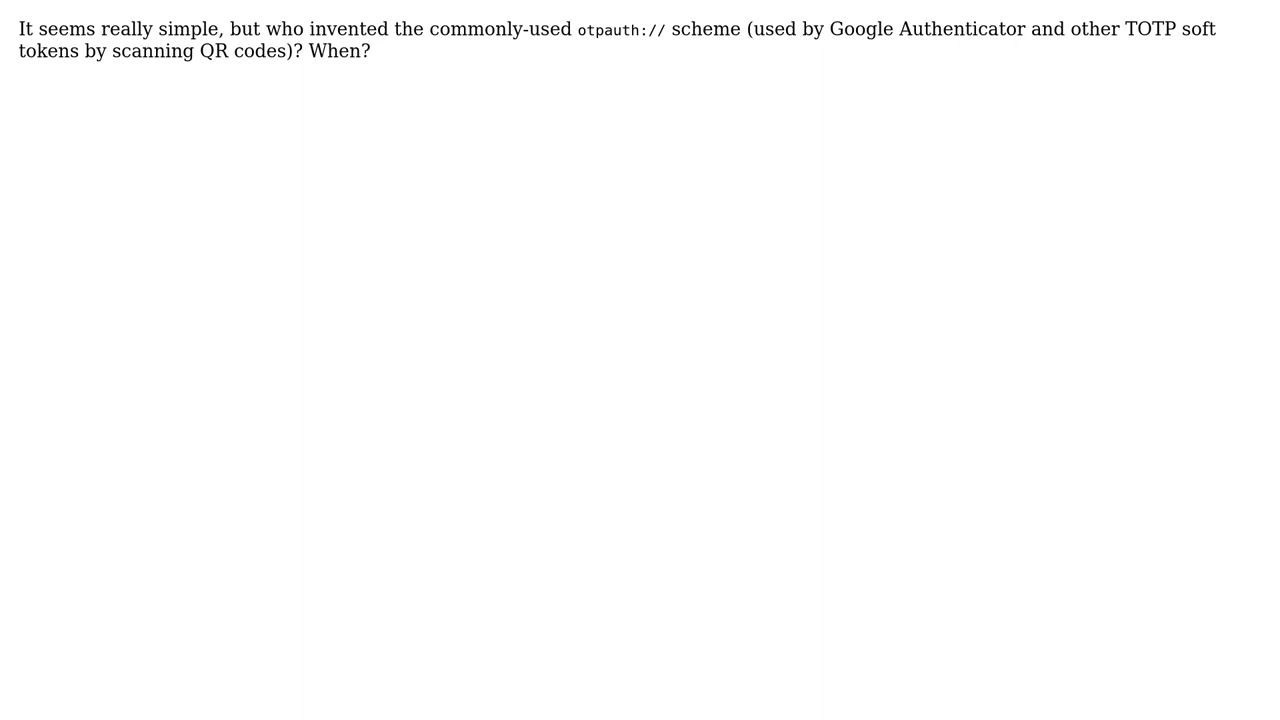 It seems really simple, but who invented the commonly-used otpauth:// scheme (used by Google Authenticator and other TOTP soft
tokens by scanning QR codes)? When?